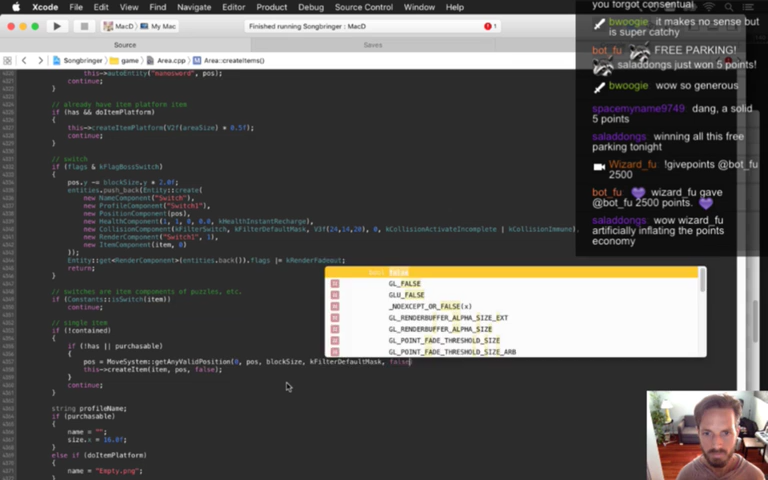 Xcode File Edit View Find Navigate Editor Product Debug Source Control Window Help
MacD My Mac
Finished running Songbringer : MacD
1
Source
Saves
Songbringer game Area.cpp Area::createItems()
this->autoEntity("manosword", pos);
continue;
}
// already have item platform item
if (has && doItemPlatform)
{
this->createItemPlatform(V2f(areaSize) * 0.5f);
continue;
}
// switch
if (flags & kFlagBossSwitch)
{
pos.y -= blockSize.y * 2.0f;
entities.push_back(Entity::create(
new NameComponent("Switch"),
new ProfileComponent("Switch1"),
new PositionComponent(pos),
new HealthComponent(1, 1, 0, 0.0, kHealthInstantRecharge),
new CollisionComponent(kFilterSwitch, kFilterDefaultMask, V3f(24,14,20), 0, kCollisionActivateIncomplete | kCollisionImmune),
new RenderComponent("Switch1", 1),
new ItemComponent(item, 0)
));
Entity::get<RenderComponent>(entities.back()).flags |= kRenderFadeout;
return;
}
// switches are item components of puzzles, etc.
if (Constants::isSwitch(item))
continue;
// single item
if (!contained)
{
if (!has || purchasable)
{
pos = MoveSystem::getAnyValidPosition(0, pos, blockSize, kFilterDefaultMask, false)
this->createItem(item, pos, false);
}
continue;
}
string profileName;
if (purchasable)
{
name = "";
size.x = 16.0f;
}
else if (doItemPlatform)
{
name = "Empty.png";
}
bool false
GL_FALSE
GLU_FALSE
_NOEXCEPT_OR_FALSE(x)
GL_RENDERBUFFER_ALPHA_SIZE_EXT
GL_RENDERBUFFER_ALPHA_SIZE
GL_POINT_FADE_THRESHOLD_SIZE
GL_POINT_FADE_THRESHOLD_SIZE_ARB
you forgot consentual
bwoogie it makes no sense but
is super catchy
bot_fu FREE PARKING!
saladdongs just won 5 points!
bwoogie wow so generous
spacemyname9749 dang, a solid
5 points
saladdongs winning all this free
parking tonight
Wizard_fu !givepoints @bot_fu
2500
bot_fu wizard_fu gave
@bot_fu 2500 points.
saladdongs wow wizard_fu
artificially inflating the points
economy